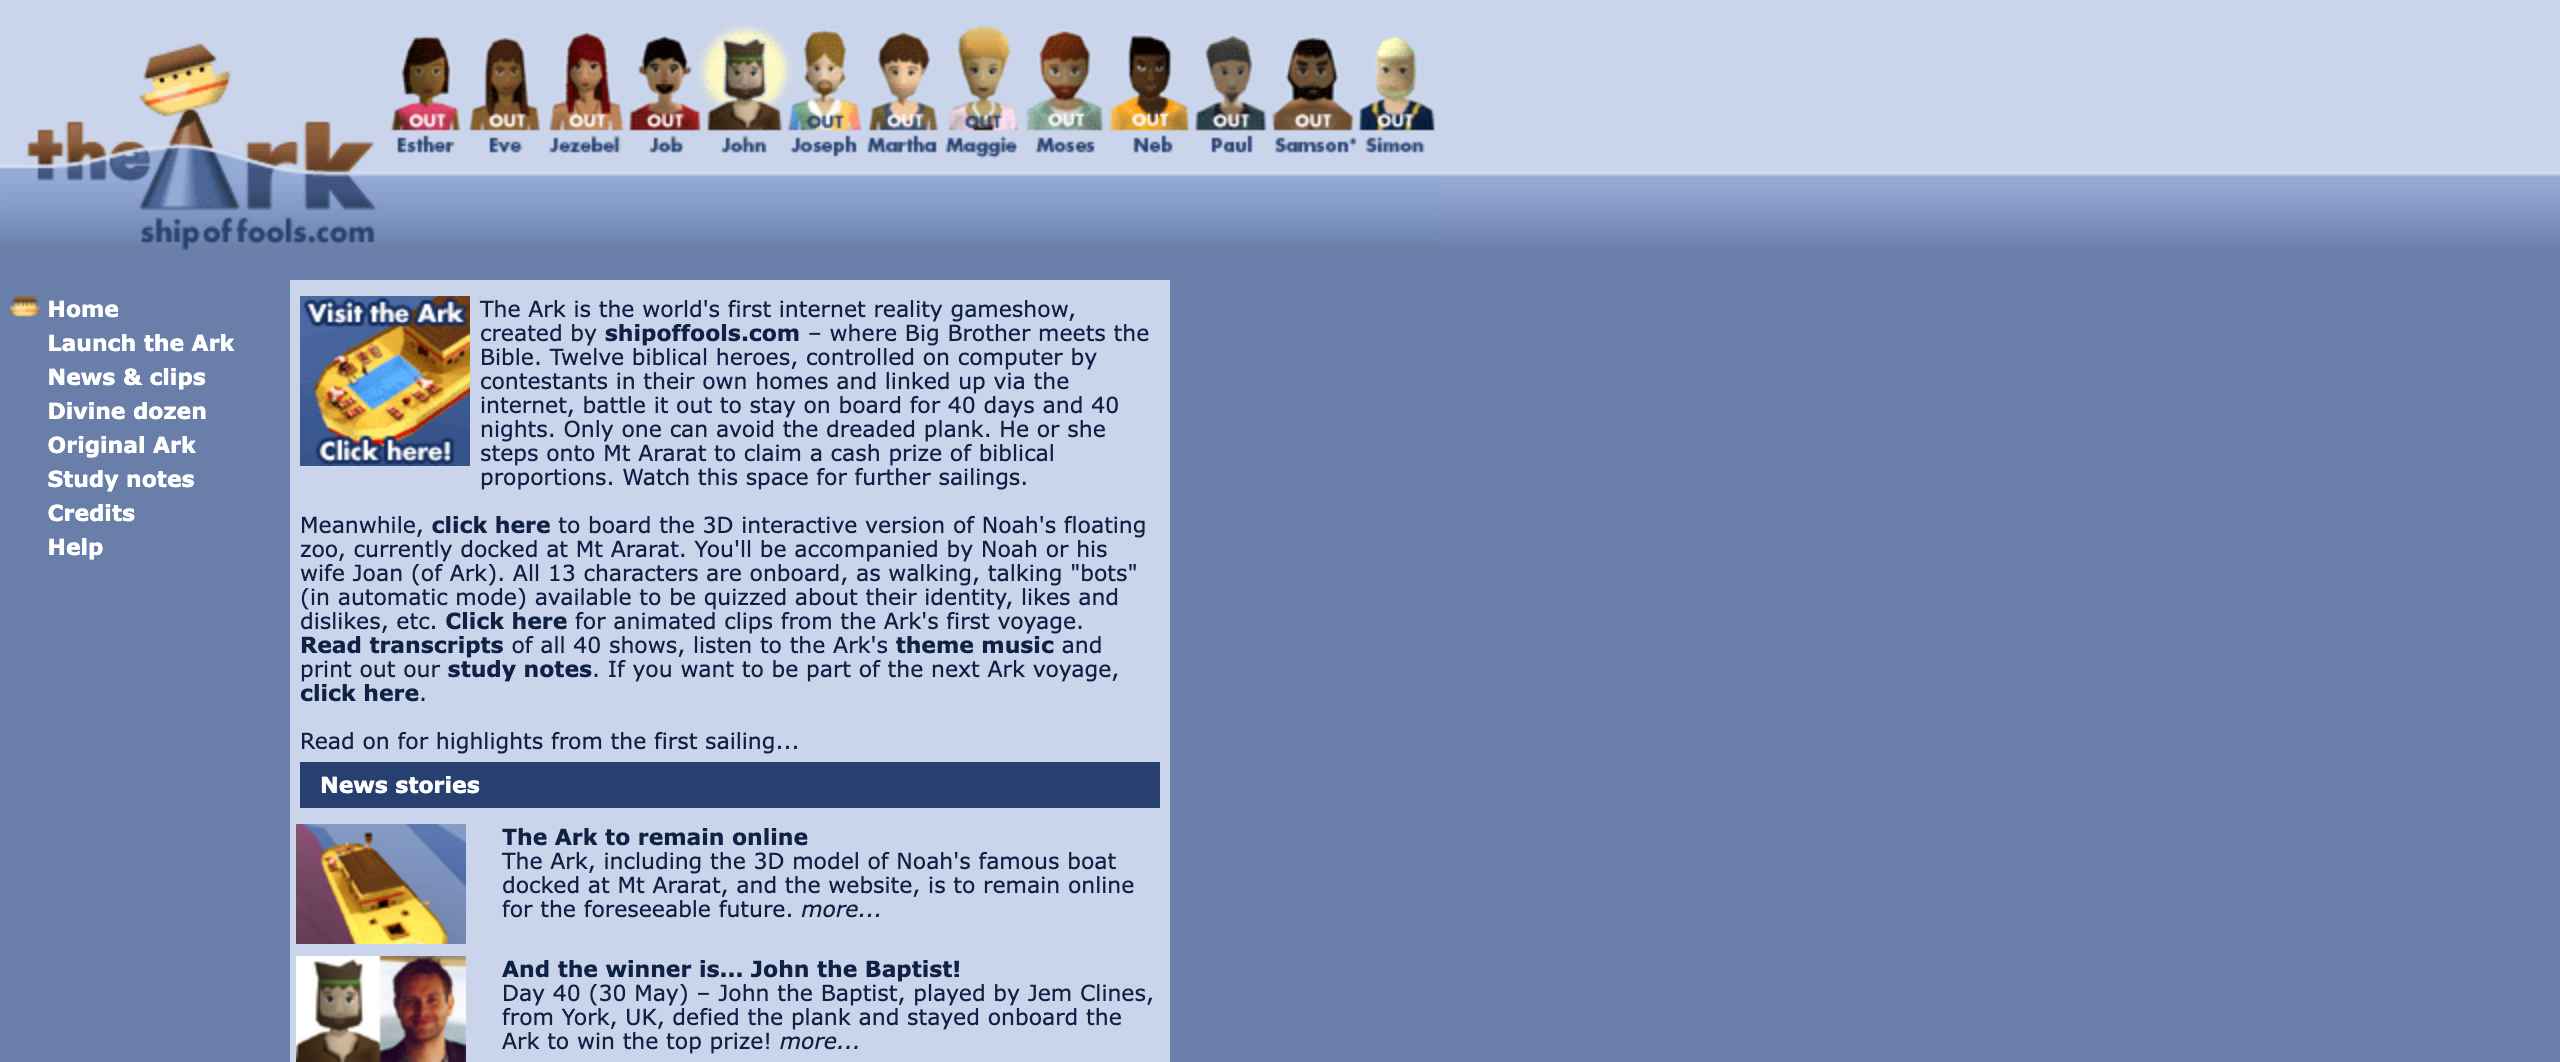 the Ark
shipoffools.com
OUT OUT OUT OUT OUT OUT OUT OUT OUT OUT OUT OUT
Esther Eve Jezebel Job John Joseph Martha Maggie Moses Neb Paul Samson* Simon
Home
Launch the Ark
News & clips
Divine dozen
Original Ark
Study notes
Credits
Help
Visit the Ark
Click here!
The Ark is the world's first internet reality gameshow,
created by shipoffools.com – where Big Brother meets the
Bible. Twelve biblical heroes, controlled on computer by
contestants in their own homes and linked up via the
internet, battle it out to stay on board for 40 days and 40
nights. Only one can avoid the dreaded plank. He or she
steps onto Mt Ararat to claim a cash prize of biblical
proportions. Watch this space for further sailings.
Meanwhile, click here to board the 3D interactive version of Noah's floating
zoo, currently docked at Mt Ararat. You'll be accompanied by Noah or his
wife Joan (of Ark). All 13 characters are onboard, as walking, talking "bots"
(in automatic mode) available to be quizzed about their identity, likes and
dislikes, etc. Click here for animated clips from the Ark's first voyage.
Read transcripts of all 40 shows, listen to the Ark's theme music and
print out our study notes. If you want to be part of the next Ark voyage,
click here.
Read on for highlights from the first sailing...
News stories
The Ark to remain online
The Ark, including the 3D model of Noah's famous boat
docked at Mt Ararat, and the website, is to remain online
for the foreseeable future. more...
And the winner is... John the Baptist!
Day 40 (30 May) – John the Baptist, played by Jem Clines,
from York, UK, defied the plank and stayed onboard the
Ark to win the top prize! more...